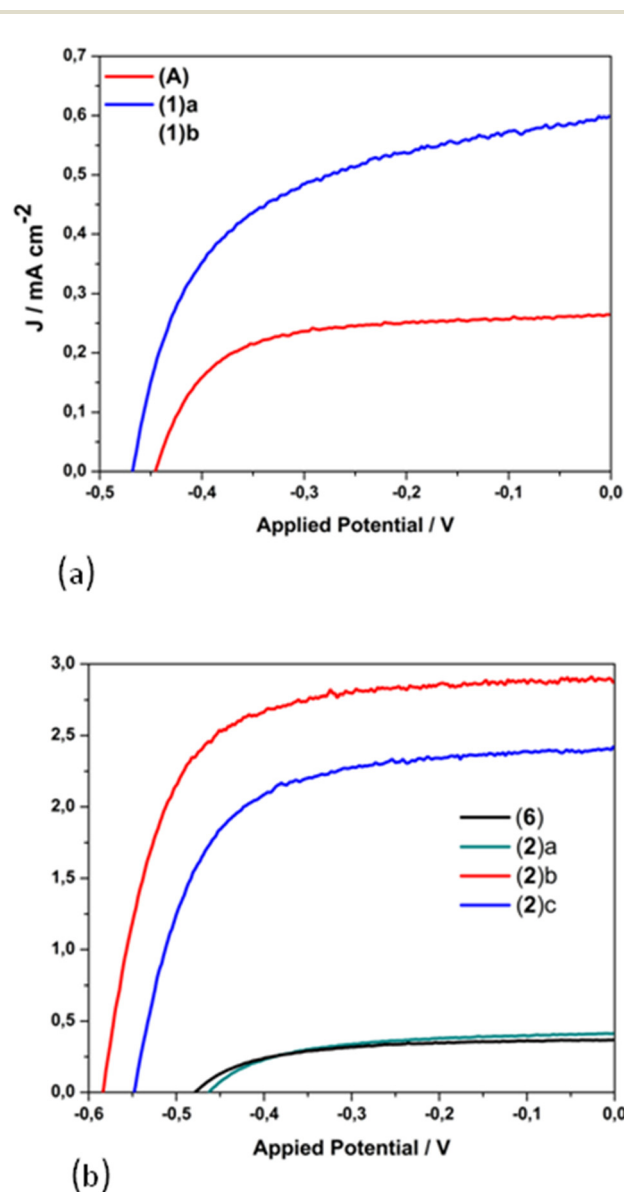 0,7
(A)
(1)a
(1)b
0,6
0,5
0,4
0,3
0,2
0,1
0,0
J / mA cm-2
-0,5 -0,4 -0,3 -0,2 -0,1 0,0
Applied Potential / V
(a)
3,0
2,5
2,0
1,5
1,0
0,5
0,0
(6)
(2)a
(2)b
(2)c
-0,6 -0,5 -0,4 -0,3 -0,2 -0,1 0,0
Appied Potential / V
(b)